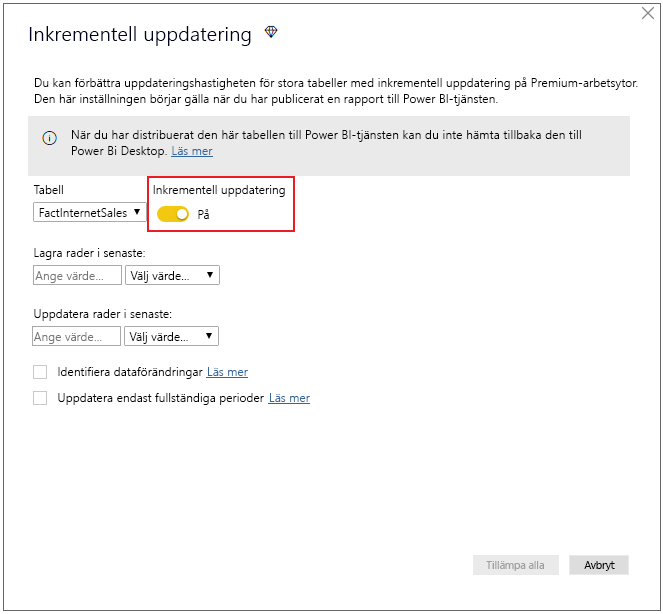 Inkrementell uppdatering
Du kan förbättra uppdateringshastigheten för stora tabeller med inkrementell uppdatering på Premium-arbetsytor.
Den här inställningen börjar gälla när du har publicerat en rapport till Power BI-tjänsten.
När du har distribuerat den här tabellen till Power BI-tjänsten kan du inte hämta tillbaka den till
Power Bi Desktop. Läs mer
Tabell
Inkrementell uppdatering
FactInternetSales
På
Lagra rader i senaste:
Ange värde... Välj värde...
Uppdatera rader i senaste:
Ange värde... Välj värde...
Identifiera dataförändringar Läs mer
Uppdatera endast fullständiga perioder Läs mer
Tillämpa alla Avbryt